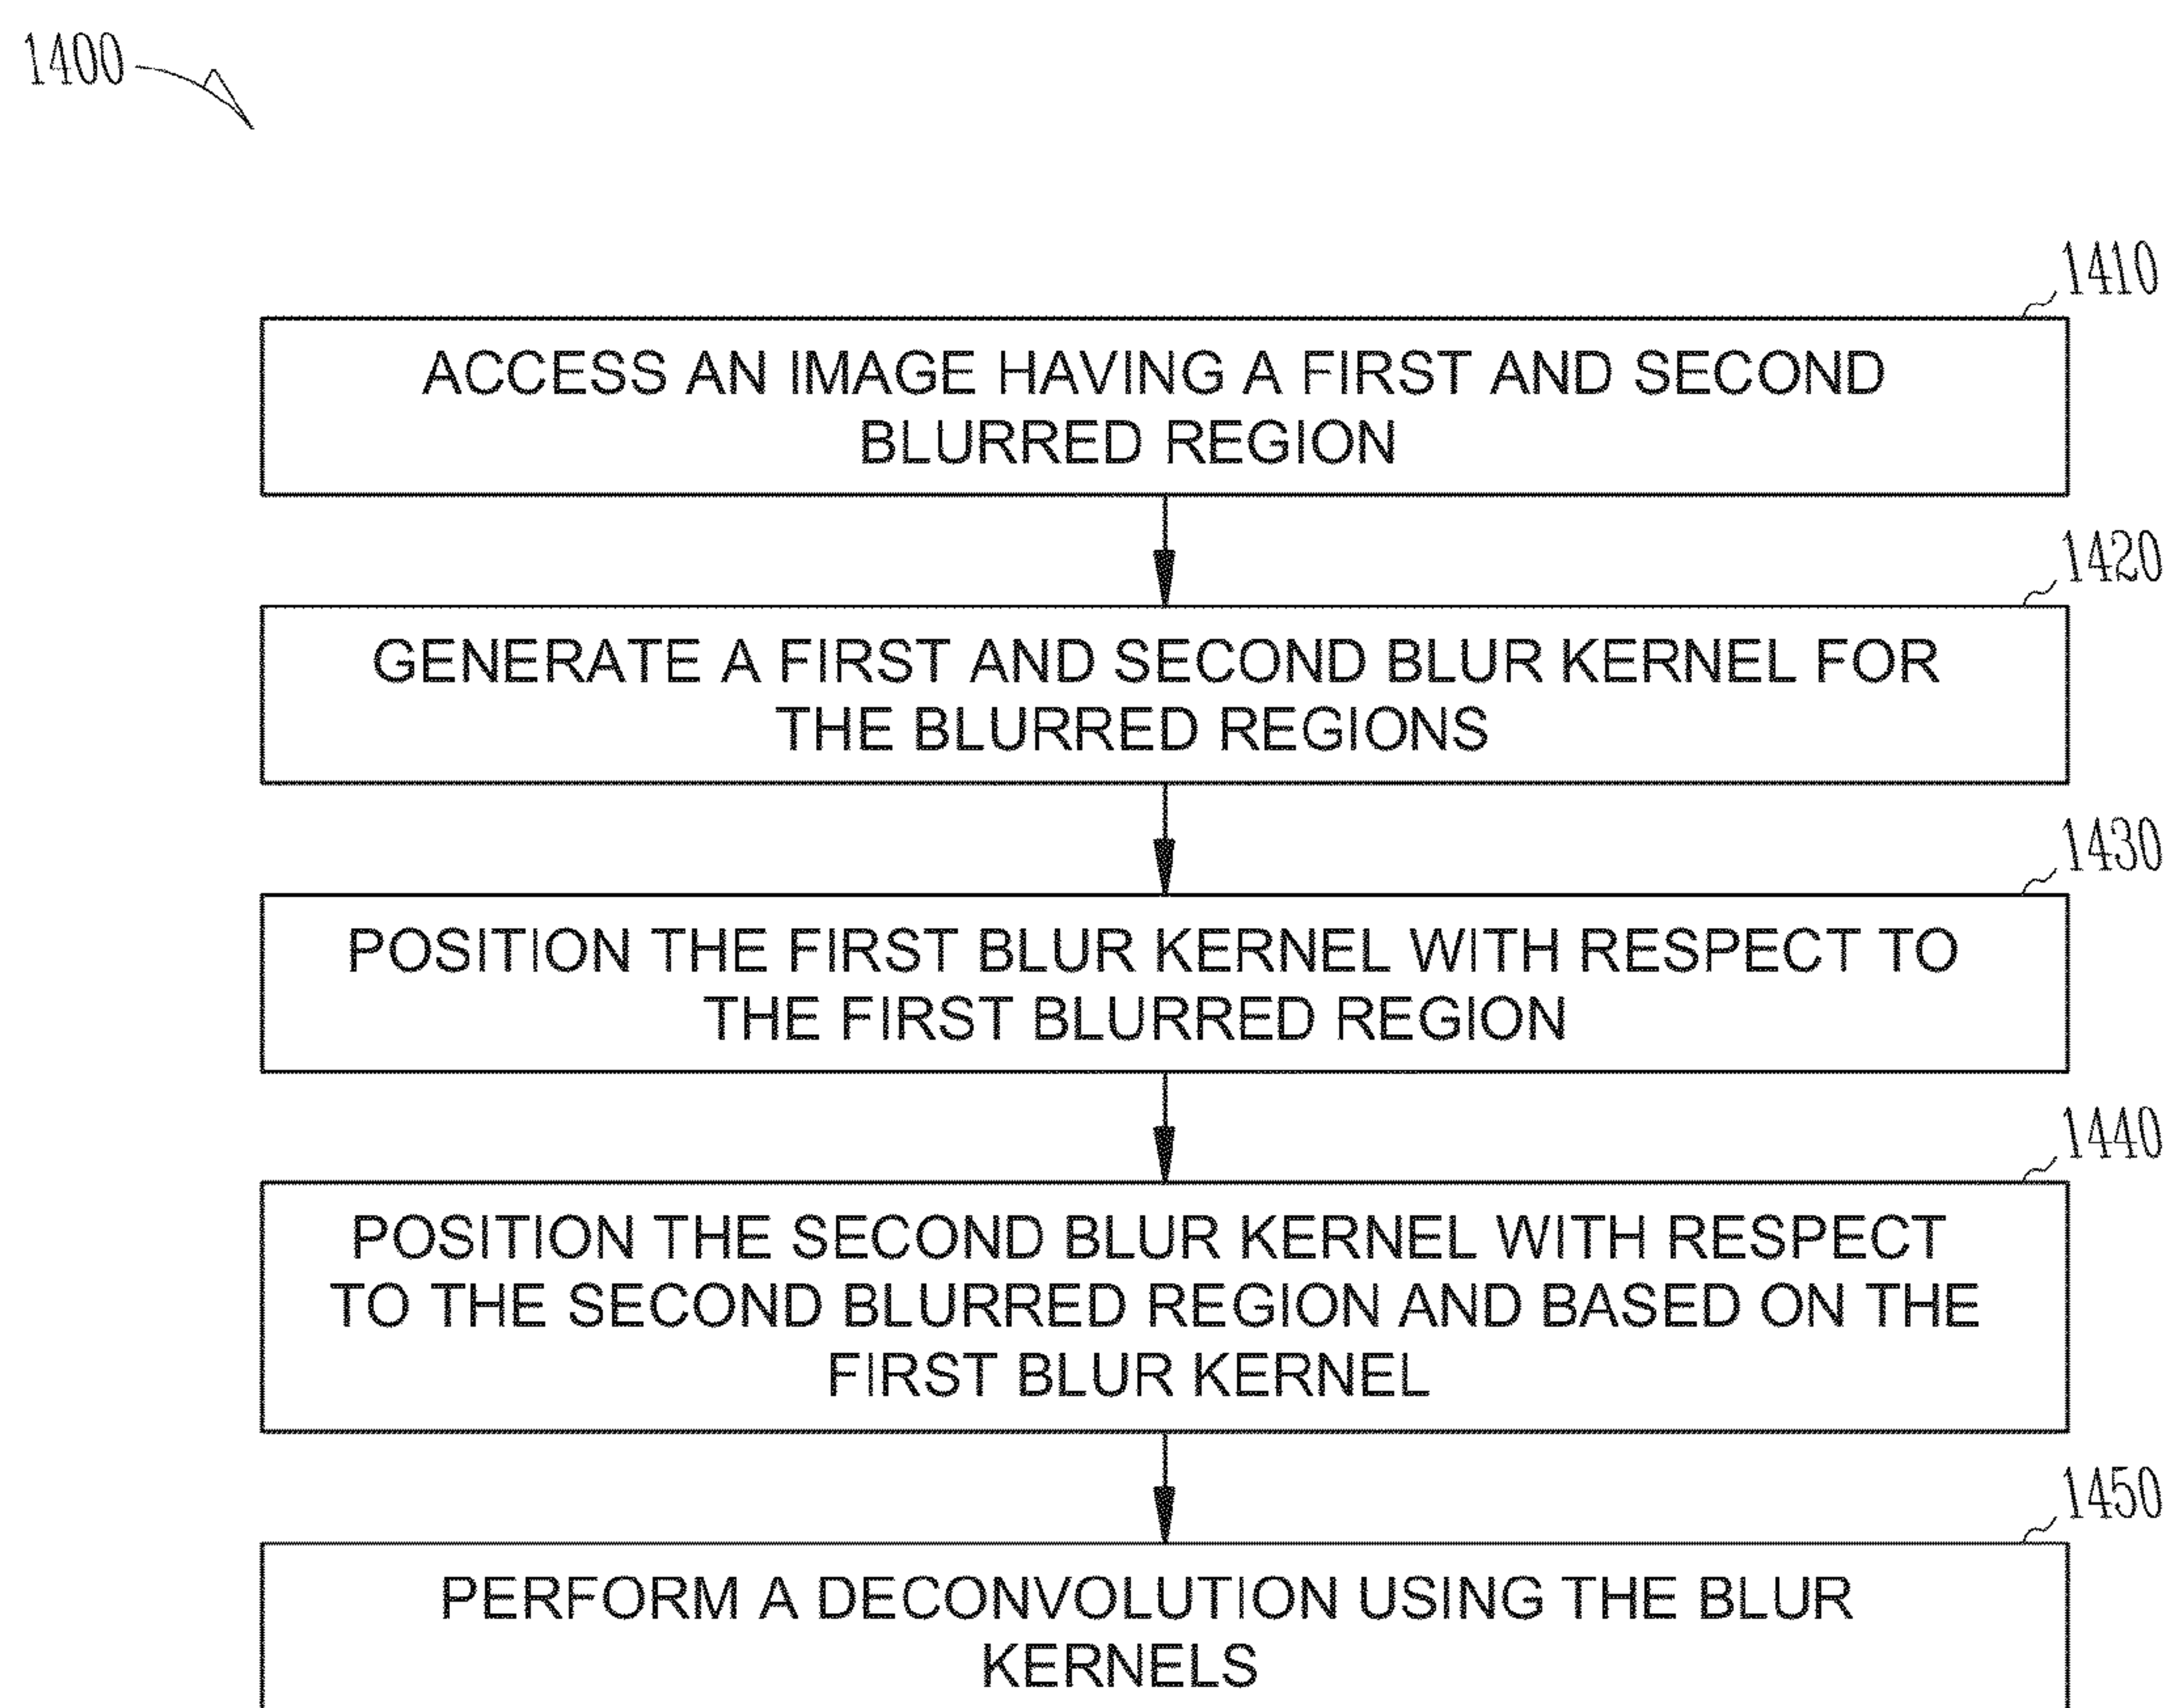 1400
1410
ACCESS AN IMAGE HAVING A FIRST AND SECOND
BLURRED REGION
1420
GENERATE A FIRST AND SECOND BLUR KERNEL FOR
THE BLURRED REGIONS
1430
POSITION THE FIRST BLUR KERNEL WITH RESPECT TO
THE FIRST BLURRED REGION
1440
POSITION THE SECOND BLUR KERNEL WITH RESPECT
TO THE SECOND BLURRED REGION AND BASED ON THE
FIRST BLUR KERNEL
1450
PERFORM A DECONVOLUTION USING THE BLUR
KERNELS